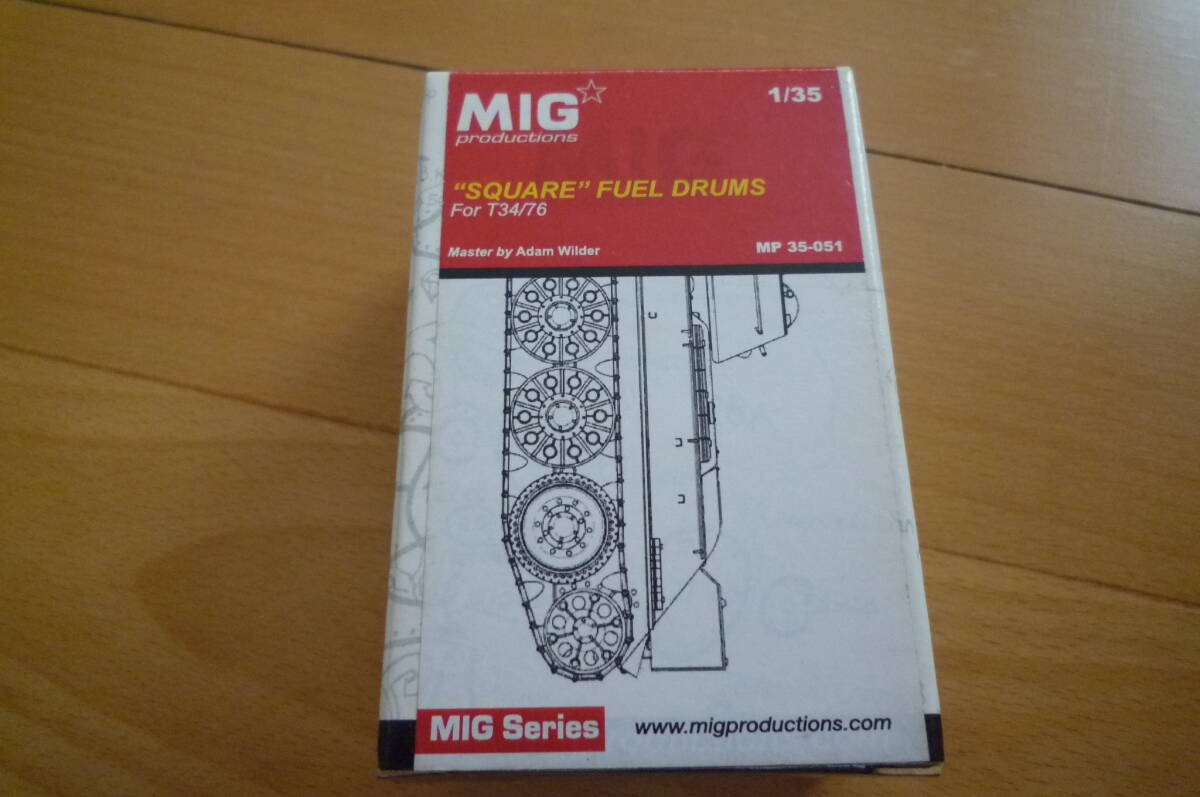 MIG
productions
1/35
“SQUARE” FUEL DRUMS
For T34/76
Master by Adam Wilder
MP 35-051
MIG Series
www.migproductions.com